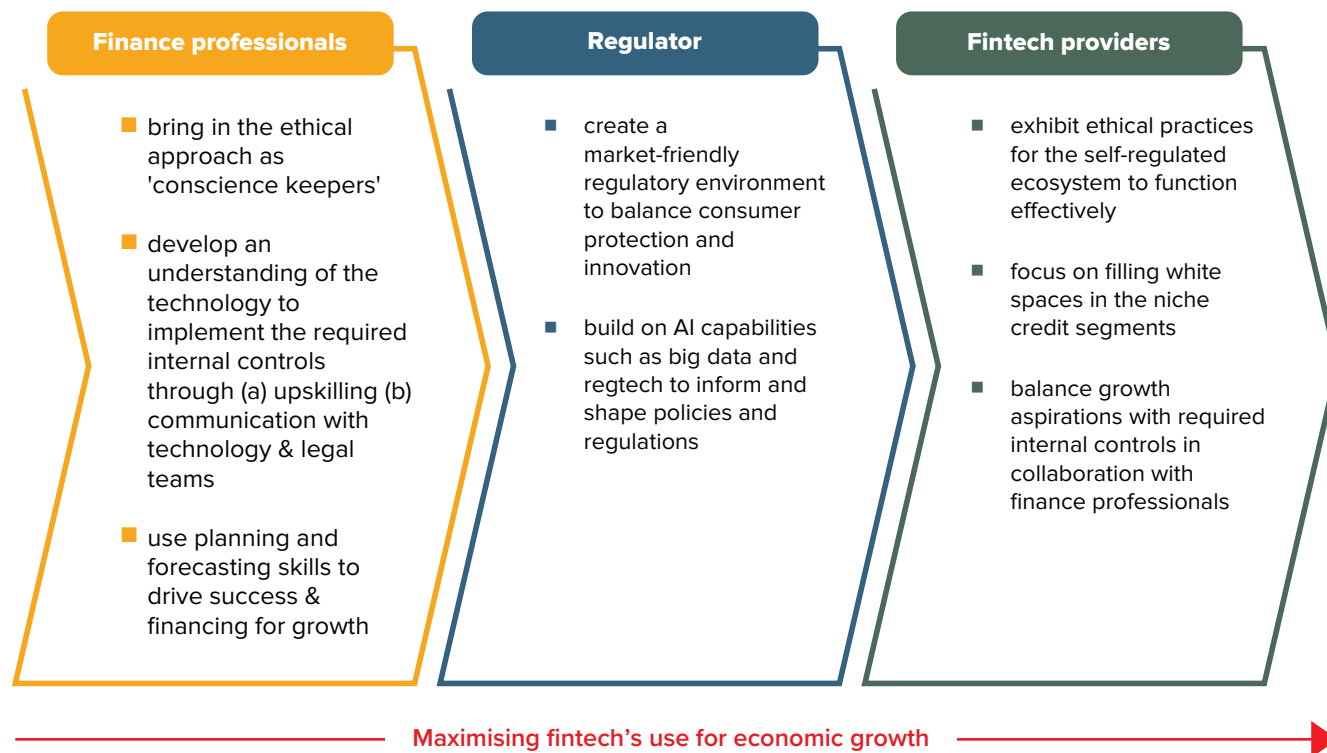 Finance professionals
bring in the ethical
approach as
'conscience keepers'
develop an
understanding of the
technology to
implement the required
internal controls
through (a) upskilling (b)
communication with
technology & legal
teams
use planning and
forecasting skills to
drive success &
financing for growth
Regulator
create a
market-friendly
regulatory environment
to balance consumer
protection and
innovation
build on AI capabilities
such as big data and
regtech to inform and
shape policies and
regulations
Fintech providers
exhibit ethical practices
for the self-regulated
ecosystem to function
effectively
focus on filling white
spaces in the niche
credit segments
balance growth
aspirations with required
internal controls in
collaboration with
finance professionals
Maximising fintech’s use for economic growth